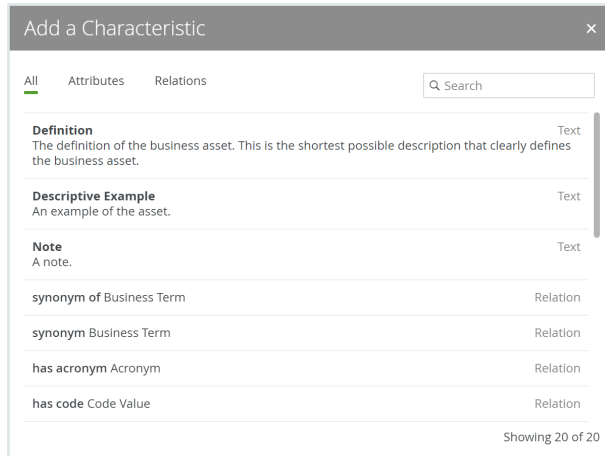 Add a Characteristic ×
All Attributes Relations Search
Definition Text
The definition of the business asset. This is the shortest possible description that clearly defines
the business asset.
Descriptive Example Text
An example of the asset.
Note Text
A note.
synonym of Business Term Relation
synonym Business Term Relation
has acronym Acronym Relation
has code Code Value Relation
Showing 20 of 20